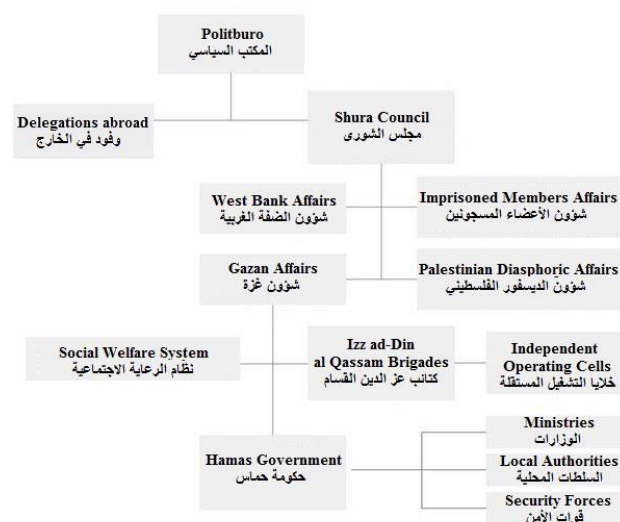 Politburo
المكتب السياسي
Delegations abroad
وفود في الخارج
Shura Council
مجلس الشورى
West Bank Affairs
شؤون الضفة الغربية
Imprisoned Members Affairs
شؤون الأعضاء المسجونين
Gazan Affairs
شؤون غزة
Palestinian Diasphoric Affairs
شؤون الديسفور الفلسطيني
Social Welfare System
نظام الرعاية الاجتماعية
Izz ad-Din
al Qassam Brigades
كتائب عز الدين القسام
Independent
Operating Cells
خلايا التشغيل المستقلة
Hamas Government
حكومة حماس
Ministries
الوزارات
Local Authorities
السلطات المحلية
Security Forces
قوات الأمن